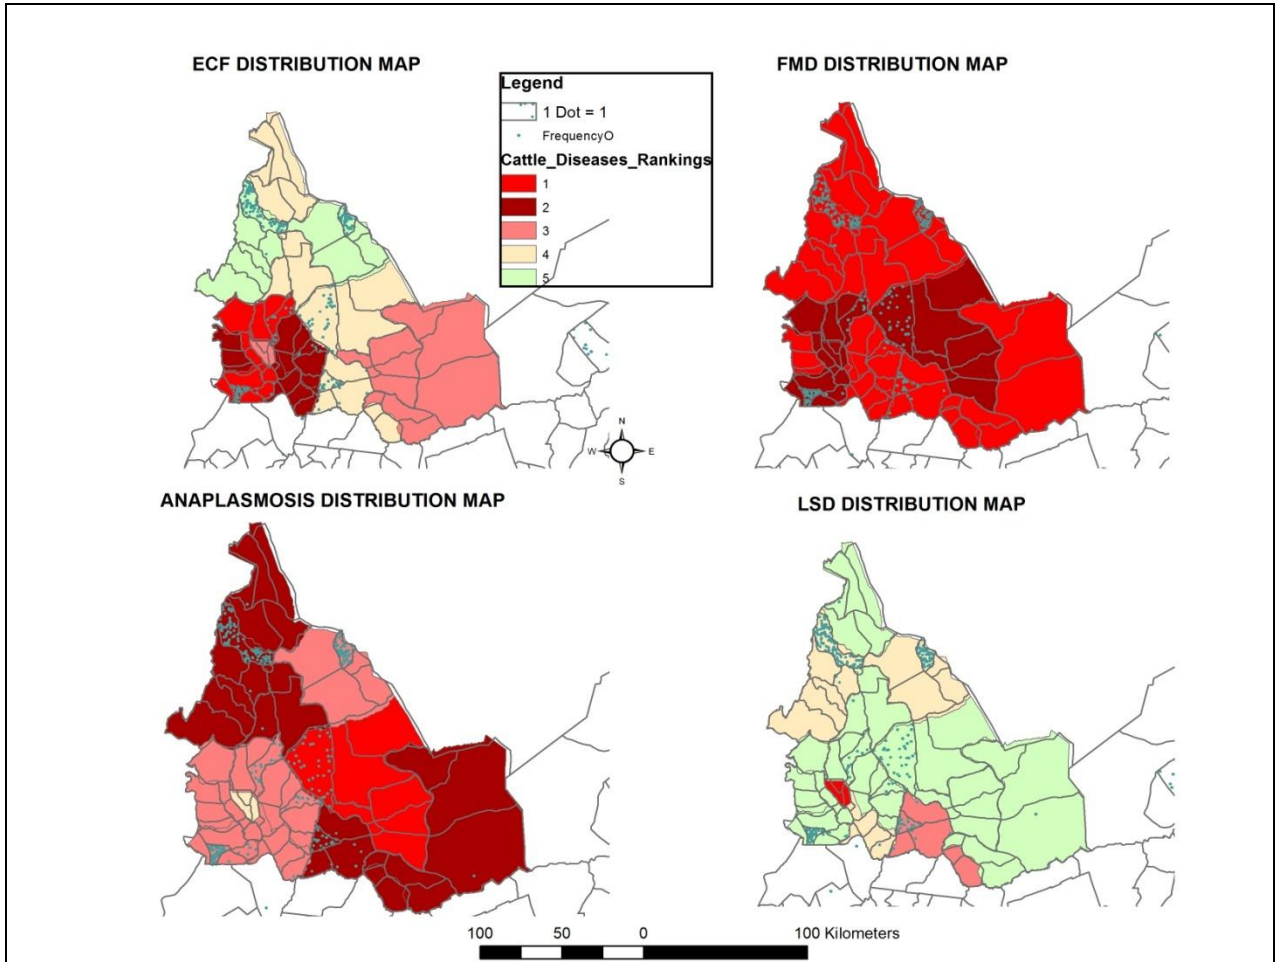 ECF DISTRIBUTION MAP
FMD DISTRIBUTION MAP
Legend
1 Dot = 1
FrequencyO
Cattle_Diseases_Rankings
1
2
3
4
5
N
W E
S
ANAPLASMOSIS DISTRIBUTION MAP
LSD DISTRIBUTION MAP
100 50 0 100 Kilometers